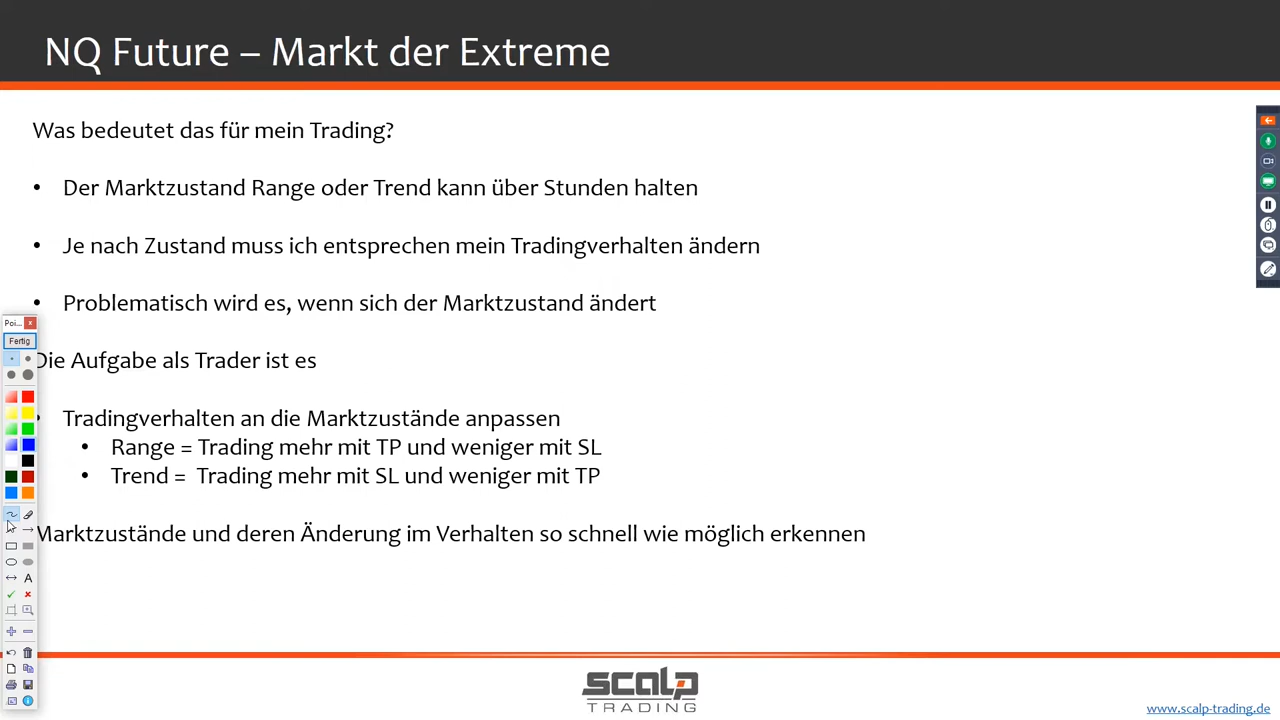 NQ Future – Markt der Extreme
Was bedeutet das für mein Trading?
• Der Marktzustand Range oder Trend kann über Stunden halten
• Je nach Zustand muss ich entsprechen mein Tradingverhalten ändern
• Problematisch wird es, wenn sich der Marktzustand ändert
Poi...
Fertig
Die Aufgabe als Trader ist es
• Tradingverhalten an die Marktzustände anpassen
• Range = Trading mehr mit TP und weniger mit SL
• Trend = Trading mehr mit SL und weniger mit TP
Marktzustände und deren Änderung im Verhalten so schnell wie möglich erkennen
A
scalp
TRADING
www.scalp-trading.de